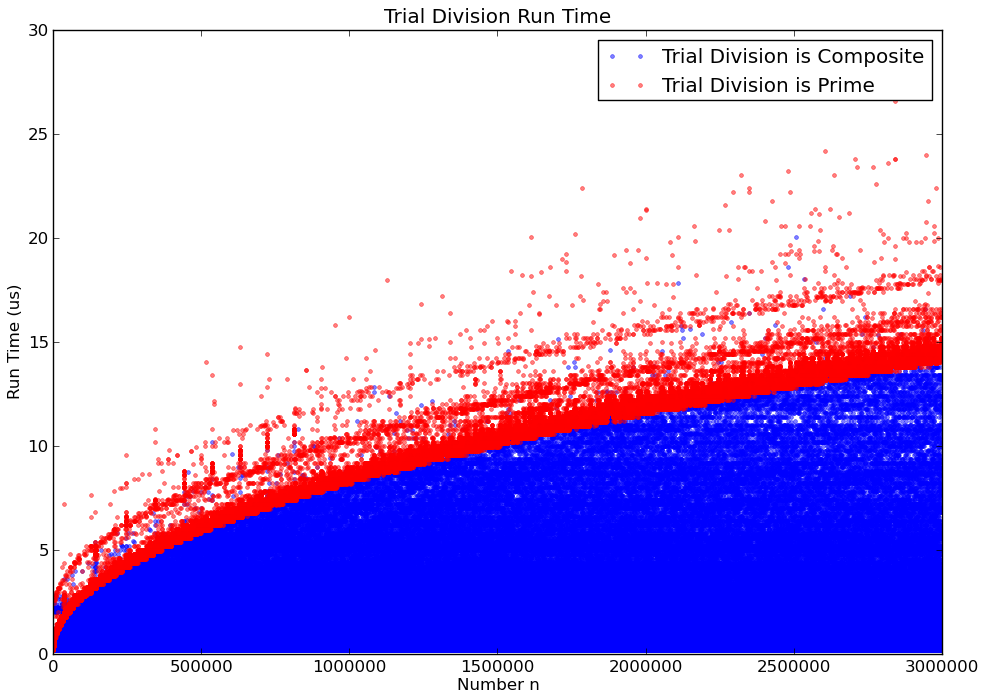 Trial Division Run Time
30
25
20
15
10
5
0
Run Time (us)
Trial Division is Composite
Trial Division is Prime
0 500000 1000000 1500000 2000000 2500000 3000000
Number n